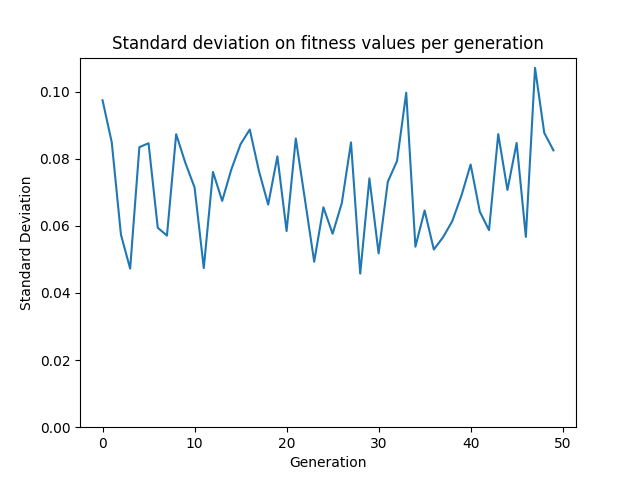 Standard deviation on fitness values per generation
0.10
0.08
0.06
0.04
0.02
0.00
Standard Deviation
0 10 20 30 40 50
Generation